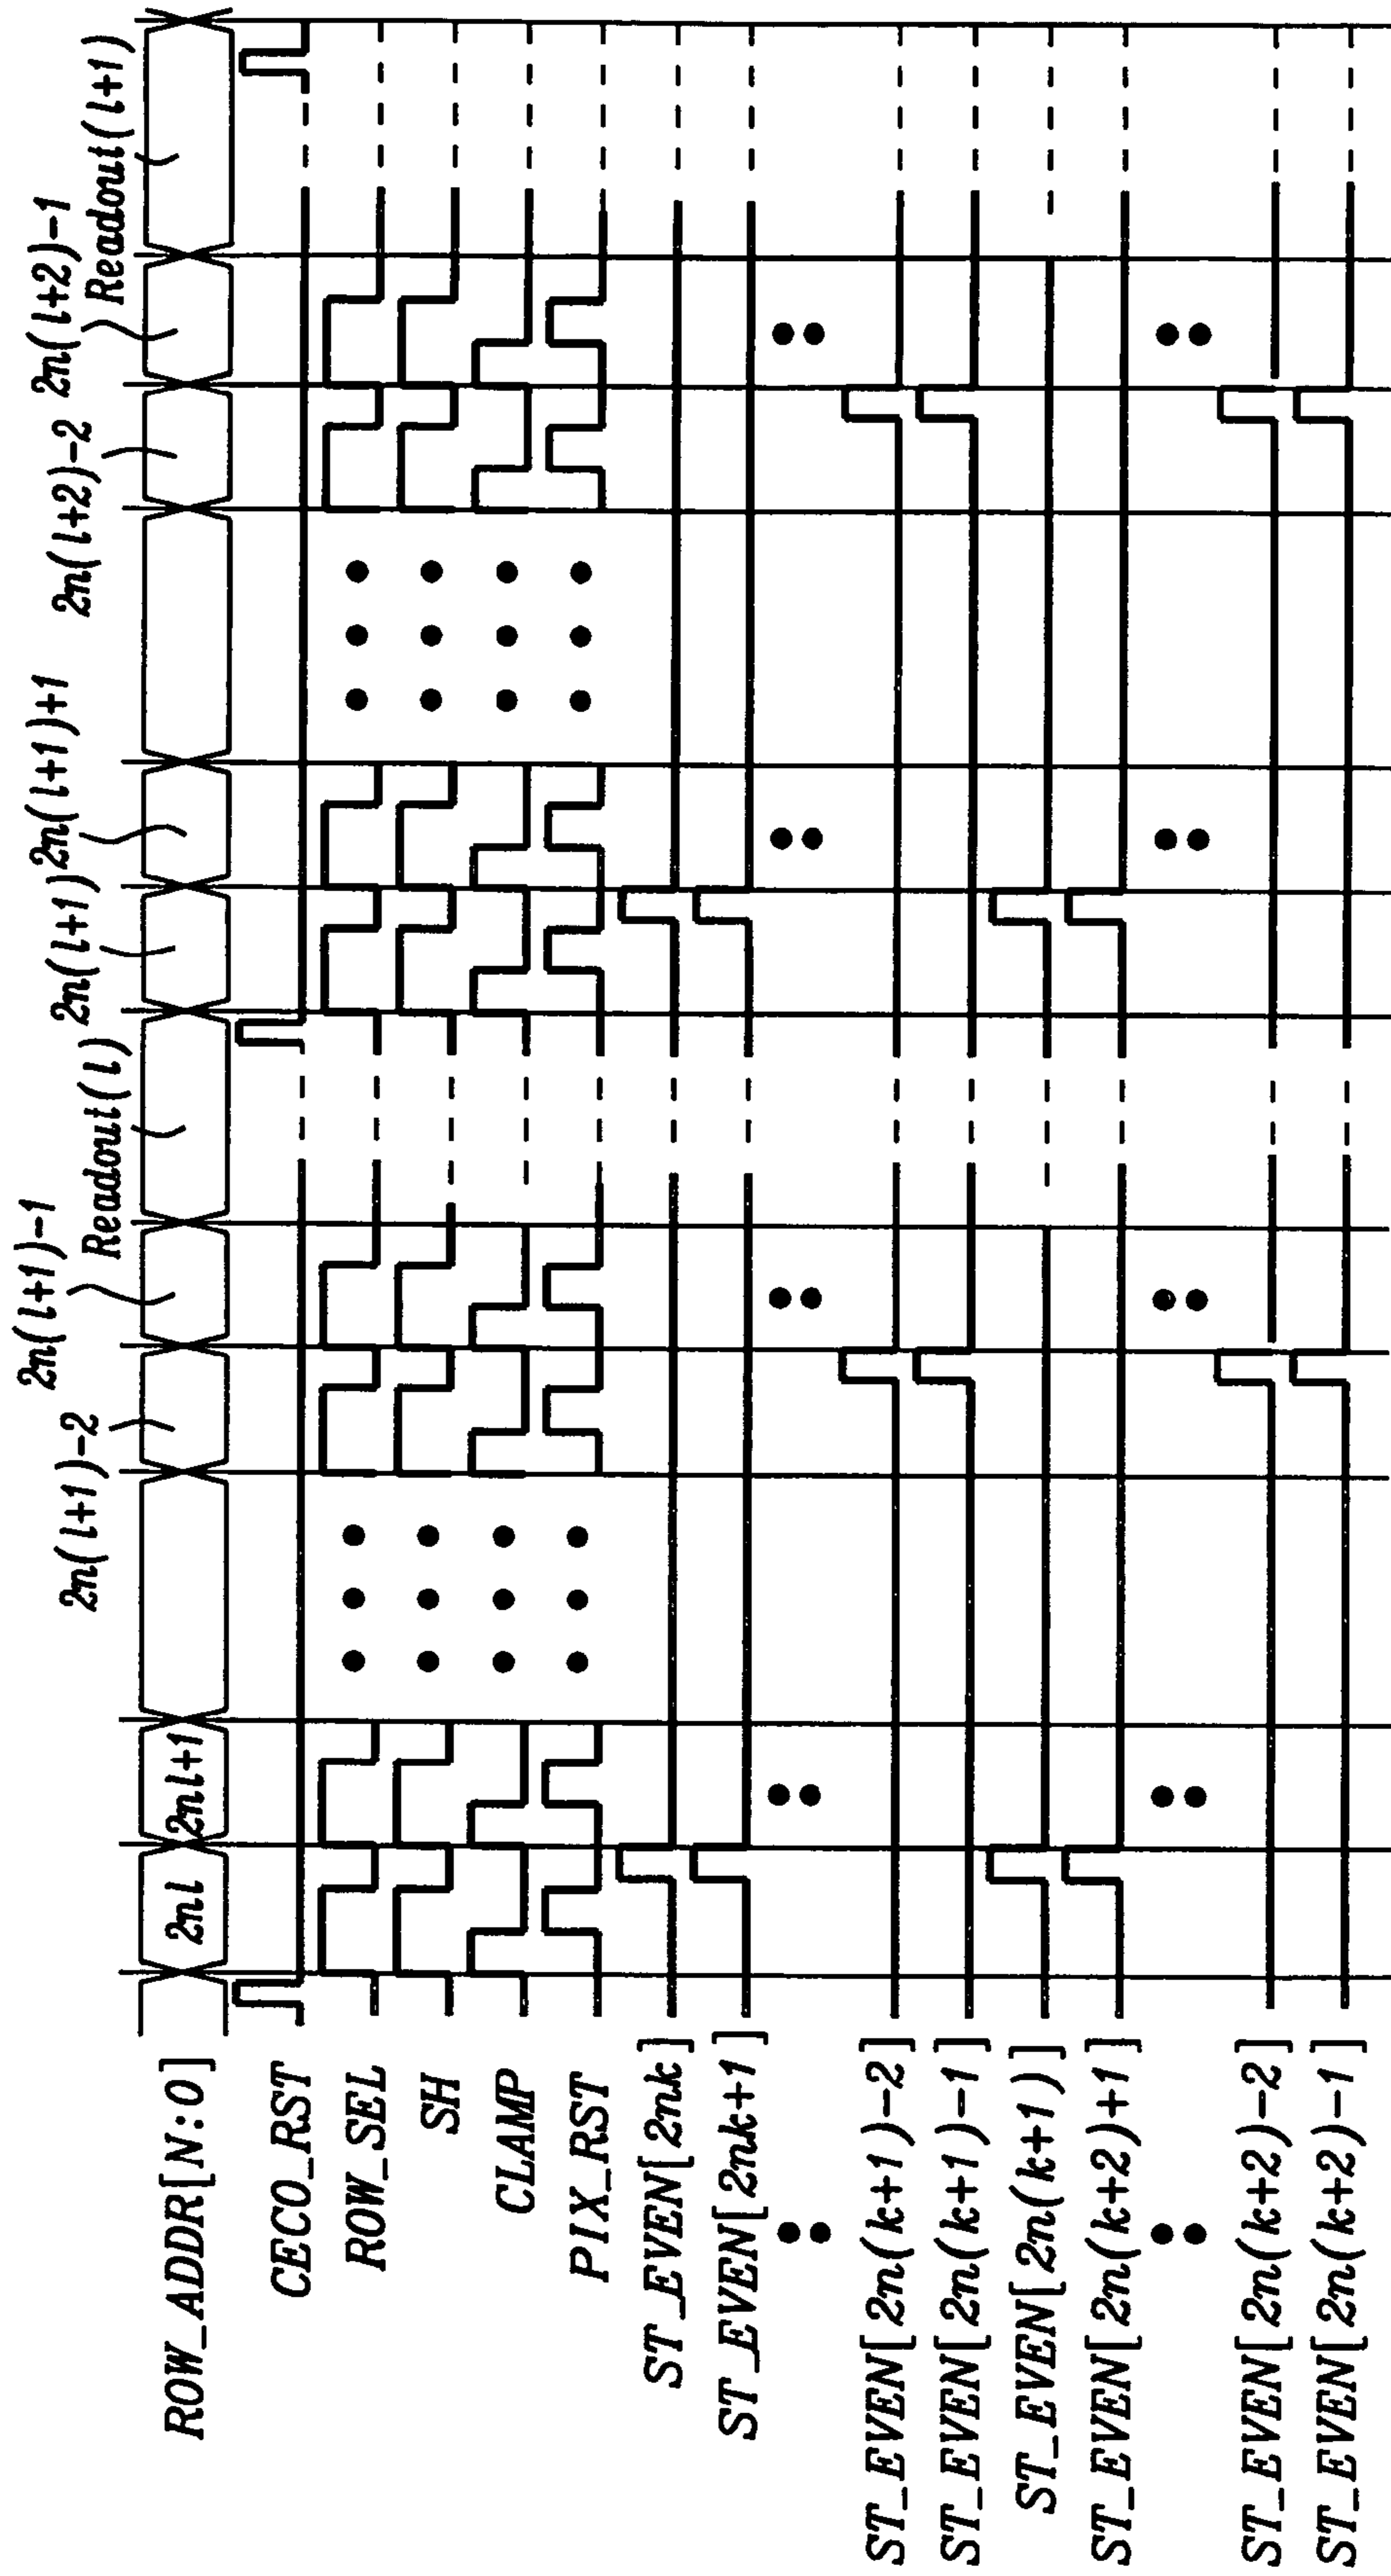 ROW_ADDR[N:0]
2nl
2nl+1
2n(l+1)-2
2n(l+1)-1
Readout(l)
2n(l+1)
2n(l+1)+1
2n(l+2)-2
2n(l+2)-1
Readout(l+1)
CECO_RST
ROW_SEL
SH
CLAMP
PIX_RST
ST_EVEN[2nk]
ST_EVEN[2nk+1]
ST_EVEN[2n(k+1)-2]
ST_EVEN[2n(k+1)-1]
ST_EVEN[2n(k+1)]
ST_EVEN[2n(k+2)+1]
ST_EVEN[2n(k+2)-2]
ST_EVEN[2n(k+2)-1]